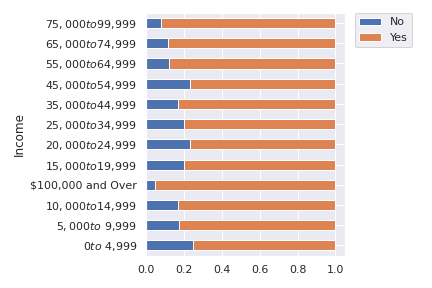 No
Yes
Income
75,000to99,999
65,000to74,999
55,000to64,999
45,000to54,999
35,000to44,999
25,000to34,999
20,000to24,999
15,000to19,999
$100,000 and Over
10,000to14,999
5,000to 9,999
0to 4,999
0.0 0.2 0.4 0.6 0.8 1.0